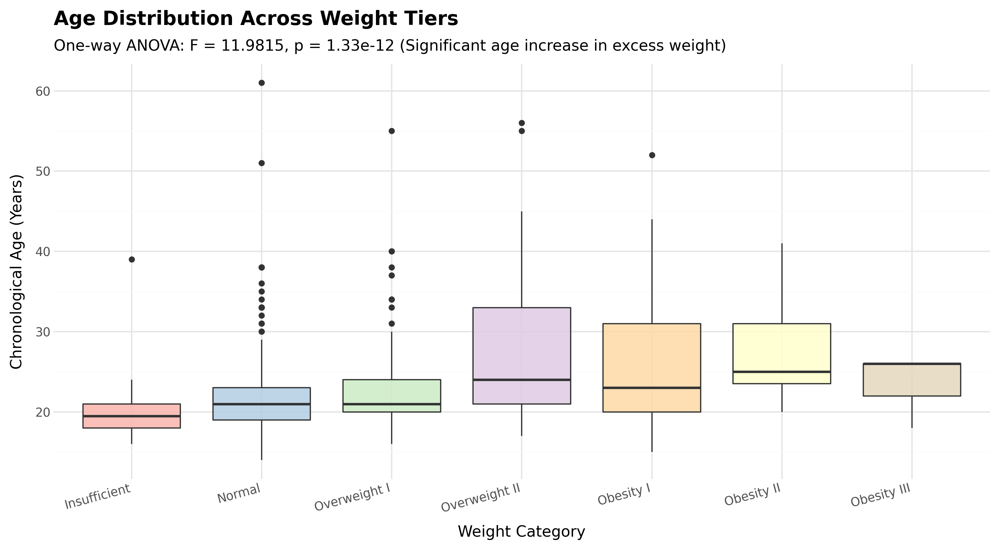 Age Distribution Across Weight Tiers
One-way ANOVA: F = 11.9815, p = 1.33e-12 (Significant age increase in excess weight)
Chronological Age (Years)
60
50
40
30
20
Insufficient
Normal
Overweight I
Overweight II
Obesity I
Obesity II
Obesity III
Weight Category